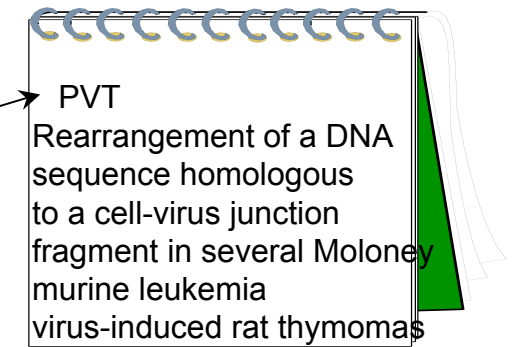 PVT
Rearrangement of a DNA
sequence homologous
to a cell-virus junction
fragment in several Moloney
murine leukemia
virus-induced rat thymomas